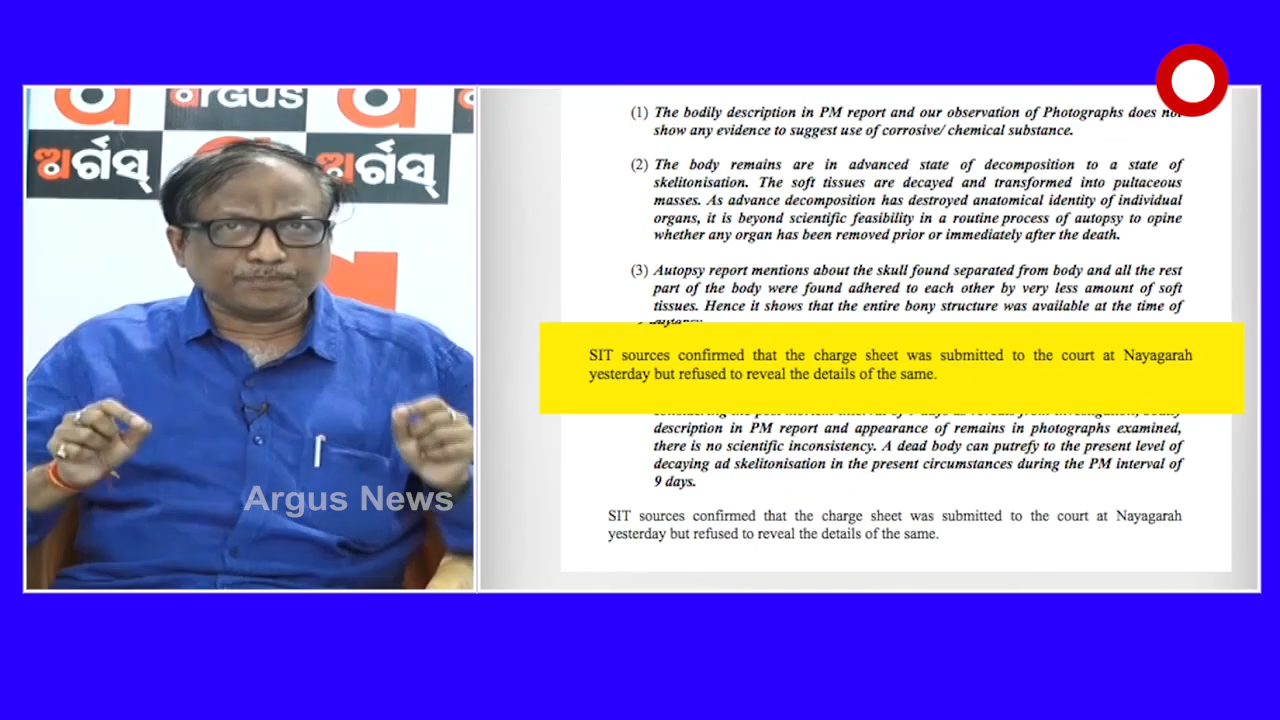 ARGUS
ଅର୍ଗସ୍
ଅର୍ଗସ୍
Argus News
(1) The bodily description in PM report and our observation of Photographs does not
show any evidence to suggest use of corrosive/ chemical substance.
(2) The body remains are in advanced state of decomposition to a state of
skelitonisation. The soft tissues are decayed and transformed into pultaceous
masses. As advance decomposition has destroyed anatomical identity of individual
organs, it is beyond scientific feasibility in a routine process of autopsy to opine
whether any organ has been removed prior or immediately after the death.
(3) Autopsy report mentions about the skull found separated from body and all the rest
part of the body were found adhered to each other by very less amount of soft
tissues. Hence it shows that the entire bony structure was available at the time of
SIT sources confirmed that the charge sheet was submitted to the court at Nayagarah
yesterday but refused to reveal the details of the same.
description in PM report and appearance of remains in photographs examined,
there is no scientific inconsistency. A dead body can putrefy to the present level of
decaying ad skelitonisation in the present circumstances during the PM interval of
9 days.
SIT sources confirmed that the charge sheet was submitted to the court at Nayagarah
yesterday but refused to reveal the details of the same.